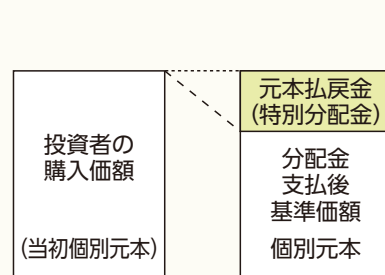 投資者の
購入価額
(当初個別元本)
元本払戻金
(特別分配金)
分配金
支払後
基準価額
個別元本